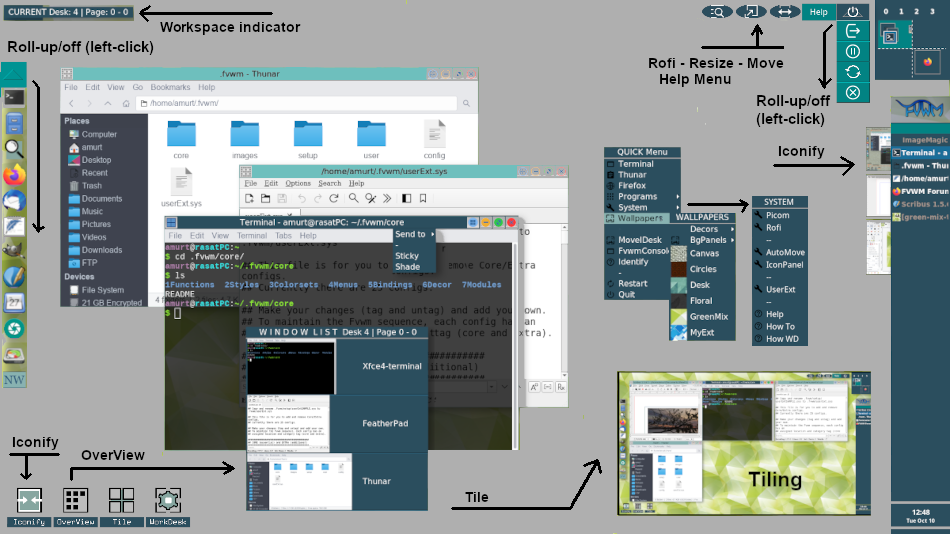 CURRENT Desk: 4 | Page: 0 - 0
Workspace indicator
Roll-up/off (left-click)
Help
0 1 2 3
Rofi - Resize - Move
Help Menu
Roll-up/off
(left-click)
Iconify
.fvwm - Thunar
File Edit View Go Bookmarks Help
/home/amurt/.fvwm/
Places
Computer
amurt
Desktop
Recent
Trash
Documents
Music
Pictures
Videos
Downloads
FTP
Devices
File System
21 GB Encrypted
core
images
setup
user
config
userExt.sys
/home/amurt/.fvwm/userExt.sys
File Edit Options Search Help
Terminal - amurt@rasatPC: ~/.fvwm/core
File Edit View Terminal Tabs Help
Send to
-
Sticky
Shade
amurt@rasatPC:~
$ cd .fvwm/core/
amurt@rasatPC:~/.fvwm/core
$ ls
1Functions 2Styles 3Colorsets 4Menus 5Bindings 6Decor 7Modules
README
amurt@rasatPC:~/.fvwm/core
$
## Make your changes (tag and untag) and add your own.
## To maintain the Fvwm sequence, each config has an
WINDOW LIST Desk 4 | Page 0 - 0
Xfce4-terminal
FeatherPad
Thunar
QUICK Menu
Terminal
Thunar
Firefox
Programs
System
Wallpapers
MovelDesk
FvwmConsole
Identify
-
Restart
Quit
WALLPAPERS
Decors
BgPanels
Canvas
Circles
Desk
Floral
GreenMix
MyExt
SYSTEM
Picom
Rofi
--
AutoMove
IconPanel
--
UserExt
--
Help
How To
How WD
FVWM
ImageMagic
Terminal - a
.fvwm - Thu
/home/amur
FVWM Forun
Scribus 1.5.
(green-mix-
NW
Iconify
OverView
Tile
Tiling
Iconify
OverView
Tile
WorkDesk
12:48
Tue Oct 10